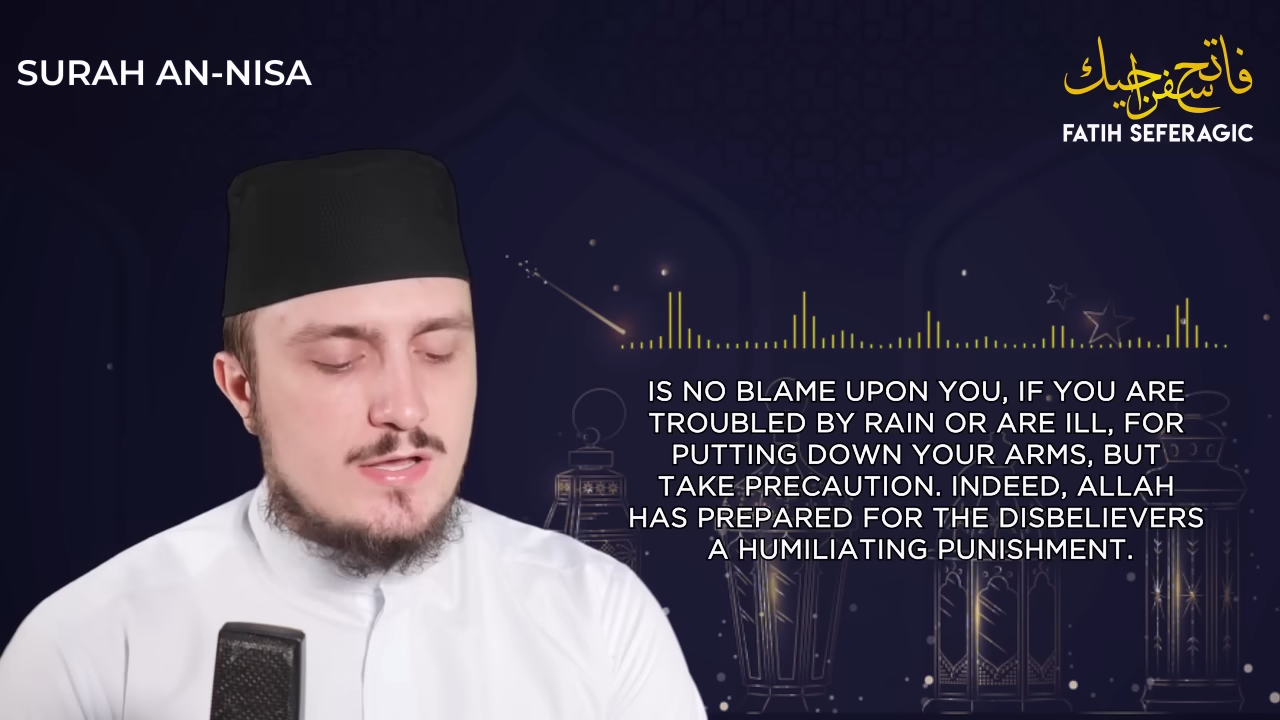 SURAH AN-NISA
فاتح سفراجيك
FATIH SEFERAGIC
IS NO BLAME UPON YOU, IF YOU ARE
TROUBLED BY RAIN OR ARE ILL, FOR
PUTTING DOWN YOUR ARMS, BUT
TAKE PRECAUTION. INDEED, ALLAH
HAS PREPARED FOR THE DISBELIEVERS
A HUMILIATING PUNISHMENT.